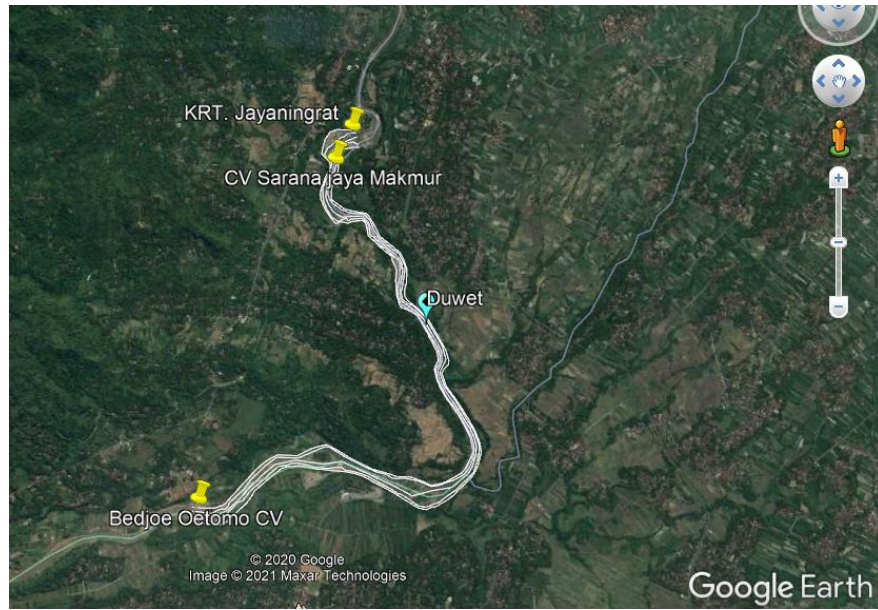 KRT. Jayaningrat
CV Sarana jaya Makmur
Duwet
Bedjoe Oetomo CV
© 2020 Google
Image © 2021 Maxar Technologies
Google Earth